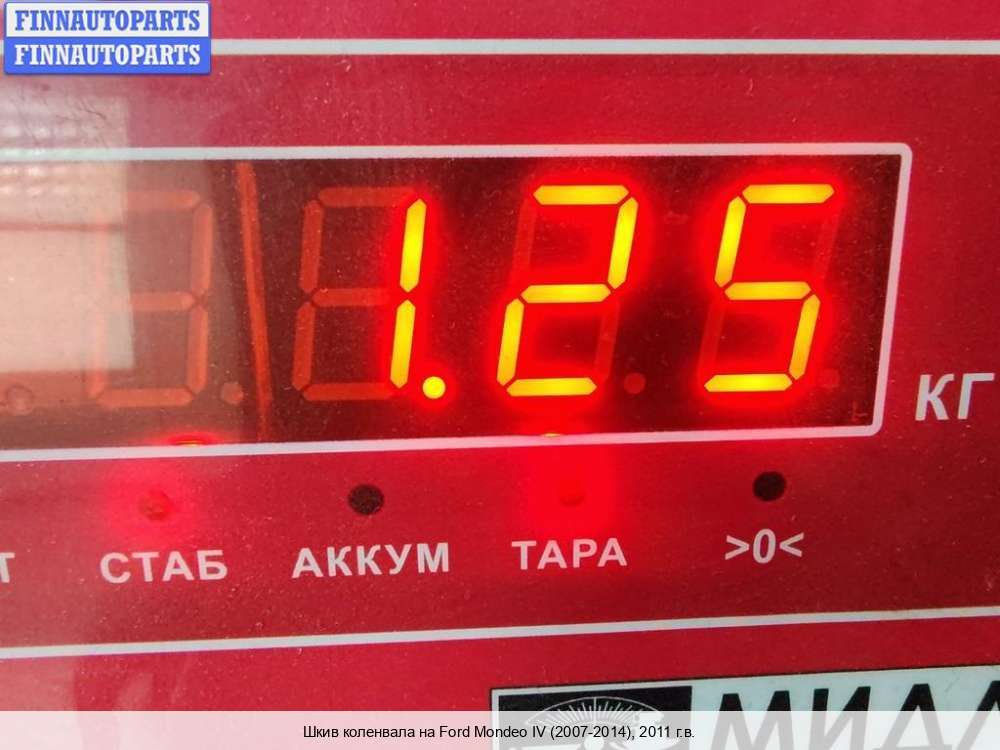 FINNAUTOPARTS
FINNAUTOPARTS
1.25
КГ
СТАБ АККУМ ТАРА >0<
Шкив коленвала на Ford Mondeo IV (2007-2014), 2011 г.в.